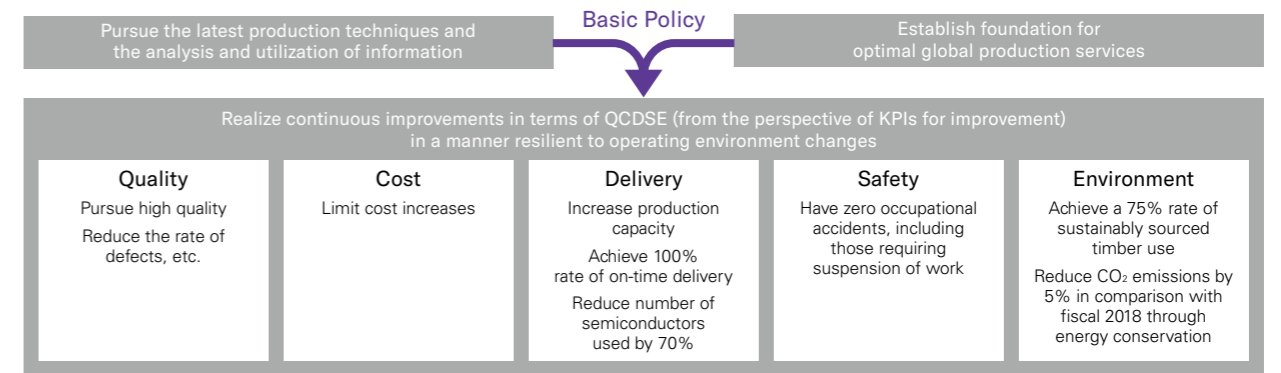 Basic Policy
Pursue the latest production techniques and
the analysis and utilization of information
Establish foundation for
optimal global production services
Realize continuous improvements in terms of QCDSE (from the perspective of KPIs for improvement)
in a manner resilient to operating environment changes
Quality
Pursue high quality
Reduce the rate of
defects, etc.
Cost
Limit cost increases
Delivery
Increase production
capacity
Achieve 100%
rate of on-time delivery
Reduce number of
semiconductors
used by 70%
Safety
Have zero occupational
accidents, including
those requiring
suspension of work
Environment
Achieve a 75% rate of
sustainably sourced
timber use
Reduce CO₂ emissions by
5% in comparison with
fiscal 2018 through
energy conservation